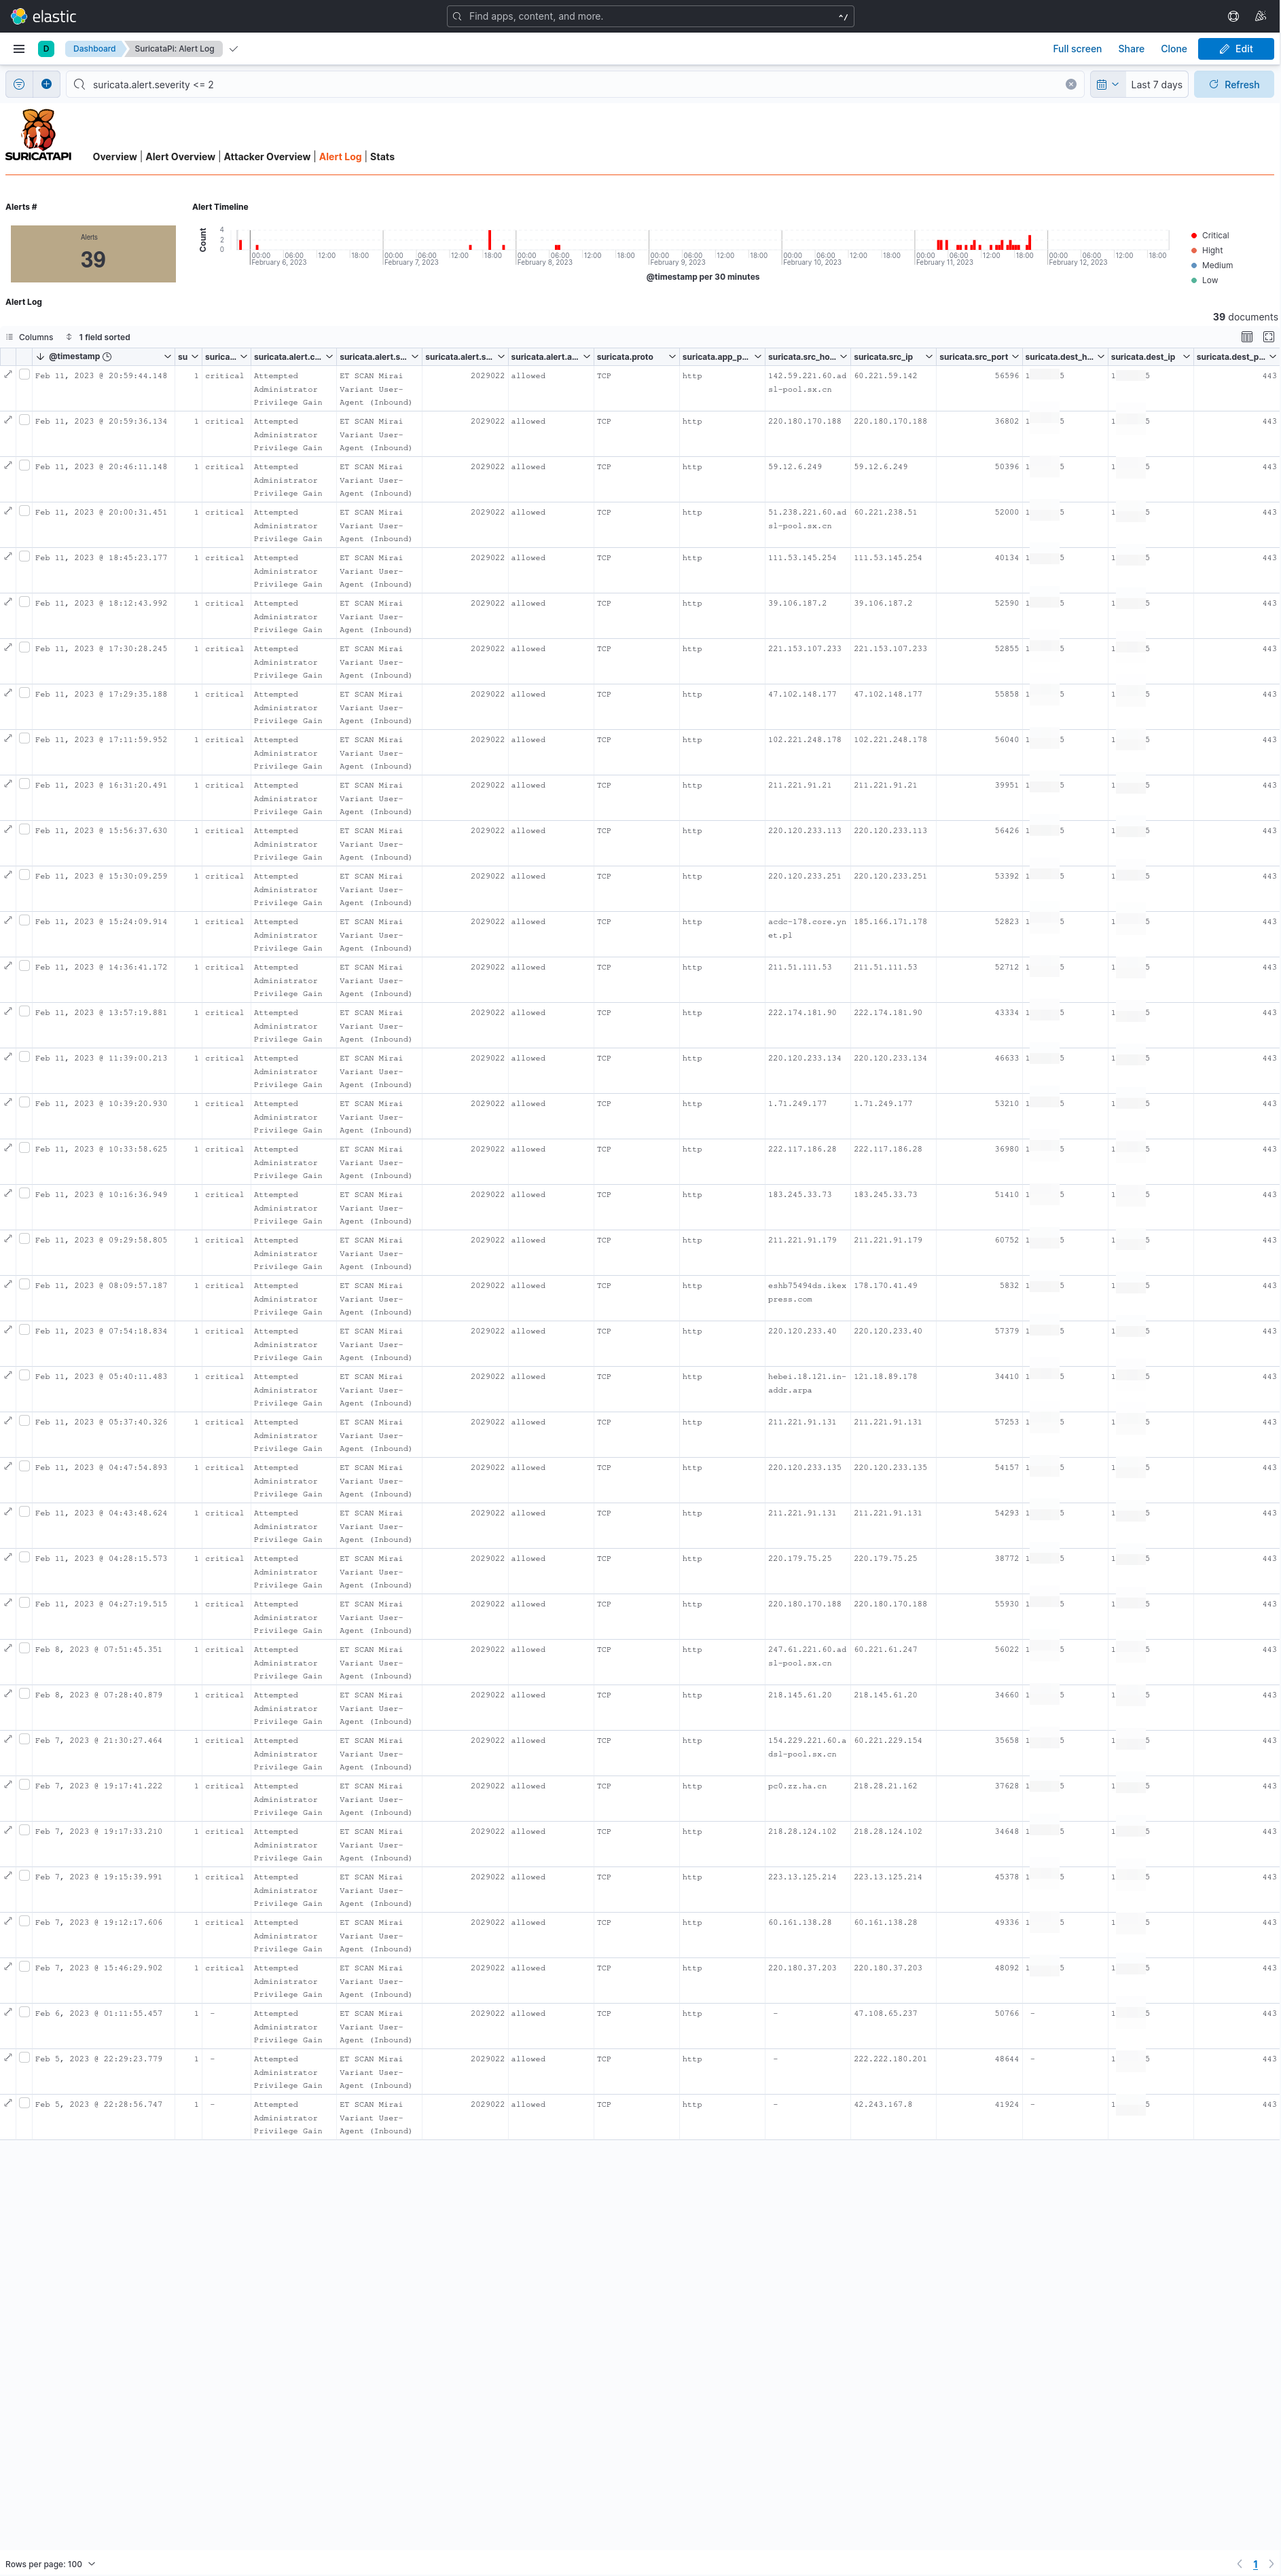 elastic
Find apps, content, and more.
^/
D
Dashboard
SuricataPi: Alert Log
Full screen
Share
Clone
Edit
suricata.alert.severity <= 2
Last 7 days
Refresh
SURICATAPI
Overview | Alert Overview | Attacker Overview | Alert Log | Stats
Alerts #
Alerts
39
Alert Timeline
Count
4
2
0
00:00 06:00 12:00 18:00 00:00 06:00 12:00 18:00 00:00 06:00 12:00 18:00 00:00 06:00 12:00 18:00 00:00 06:00 12:00 18:00 00:00 06:00 12:00 18:00 00:00 06:00 12:00 18:00
February 6, 2023 February 7, 2023 February 8, 2023 February 9, 2023 February 10, 2023 February 11, 2023 February 12, 2023
@timestamp per 30 minutes
Critical
Hight
Medium
Low
Alert Log
39 documents
Columns 1 field sorted
@timestamp su surica... suricata.alert.c... suricata.alert.s... suricata.alert.s... suricata.alert.a... suricata.proto suricata.app_p... suricata.src_ho... suricata.src_ip suricata.src_port suricata.dest_h... suricata.dest_ip suricata.dest_p...
Feb 11, 2023 @ 20:59:44.148 1 critical Attempted ET SCAN Mirai 2029022 allowed TCP http 142.59.221.60.ad 60.221.59.142 56596 1 5 1 5 443
Administrator Variant User- sl-pool.sx.cn
Privilege Gain Agent (Inbound)
Feb 11, 2023 @ 20:59:36.134 1 critical Attempted ET SCAN Mirai 2029022 allowed TCP http 220.180.170.188 220.180.170.188 36802 1 5 1 5 443
Administrator Variant User-
Privilege Gain Agent (Inbound)
Feb 11, 2023 @ 20:46:11.148 1 critical Attempted ET SCAN Mirai 2029022 allowed TCP http 59.12.6.249 59.12.6.249 50396 1 5 1 5 443
Administrator Variant User-
Privilege Gain Agent (Inbound)
Feb 11, 2023 @ 20:00:31.451 1 critical Attempted ET SCAN Mirai 2029022 allowed TCP http 51.238.221.60.ad 60.221.238.51 52000 1 5 1 5 443
Administrator Variant User- sl-pool.sx.cn
Privilege Gain Agent (Inbound)
Feb 11, 2023 @ 18:45:23.177 1 critical Attempted ET SCAN Mirai 2029022 allowed TCP http 111.53.145.254 111.53.145.254 40134 1 5 1 5 443
Administrator Variant User-
Privilege Gain Agent (Inbound)
Feb 11, 2023 @ 18:12:43.992 1 critical Attempted ET SCAN Mirai 2029022 allowed TCP http 39.106.187.2 39.106.187.2 52590 1 5 1 5 443
Administrator Variant User-
Privilege Gain Agent (Inbound)
Feb 11, 2023 @ 17:30:28.245 1 critical Attempted ET SCAN Mirai 2029022 allowed TCP http 221.153.107.233 221.153.107.233 52855 1 5 1 5 443
Administrator Variant User-
Privilege Gain Agent (Inbound)
Feb 11, 2023 @ 17:29:35.188 1 critical Attempted ET SCAN Mirai 2029022 allowed TCP http 47.102.148.177 47.102.148.177 55858 1 5 1 5 443
Administrator Variant User-
Privilege Gain Agent (Inbound)
Feb 11, 2023 @ 17:11:59.952 1 critical Attempted ET SCAN Mirai 2029022 allowed TCP http 102.221.248.178 102.221.248.178 56040 1 5 1 5 443
Administrator Variant User-
Privilege Gain Agent (Inbound)
Feb 11, 2023 @ 16:31:20.491 1 critical Attempted ET SCAN Mirai 2029022 allowed TCP http 211.221.91.21 211.221.91.21 39951 1 5 1 5 443
Administrator Variant User-
Privilege Gain Agent (Inbound)
Feb 11, 2023 @ 15:56:37.630 1 critical Attempted ET SCAN Mirai 2029022 allowed TCP http 220.120.233.113 220.120.233.113 56426 1 5 1 5 443
Administrator Variant User-
Privilege Gain Agent (Inbound)
Feb 11, 2023 @ 15:30:09.259 1 critical Attempted ET SCAN Mirai 2029022 allowed TCP http 220.120.233.251 220.120.233.251 53392 1 5 1 5 443
Administrator Variant User-
Privilege Gain Agent (Inbound)
Feb 11, 2023 @ 15:24:09.914 1 critical Attempted ET SCAN Mirai 2029022 allowed TCP http acdc-178.core.yn 185.166.171.178 52823 1 5 1 5 443
Administrator Variant User- et.pl
Privilege Gain Agent (Inbound)
Feb 11, 2023 @ 14:36:41.172 1 critical Attempted ET SCAN Mirai 2029022 allowed TCP http 211.51.111.53 211.51.111.53 52712 1 5 1 5 443
Administrator Variant User-
Privilege Gain Agent (Inbound)
Feb 11, 2023 @ 13:57:19.881 1 critical Attempted ET SCAN Mirai 2029022 allowed TCP http 222.174.181.90 222.174.181.90 43334 1 5 1 5 443
Administrator Variant User-
Privilege Gain Agent (Inbound)
Feb 11, 2023 @ 11:39:00.213 1 critical Attempted ET SCAN Mirai 2029022 allowed TCP http 220.120.233.134 220.120.233.134 46633 1 5 1 5 443
Administrator Variant User-
Privilege Gain Agent (Inbound)
Feb 11, 2023 @ 10:39:20.930 1 critical Attempted ET SCAN Mirai 2029022 allowed TCP http 1.71.249.177 1.71.249.177 53210 1 5 1 5 443
Administrator Variant User-
Privilege Gain Agent (Inbound)
Feb 11, 2023 @ 10:33:58.625 1 critical Attempted ET SCAN Mirai 2029022 allowed TCP http 222.117.186.28 222.117.186.28 36980 1 5 1 5 443
Administrator Variant User-
Privilege Gain Agent (Inbound)
Feb 11, 2023 @ 10:16:36.949 1 critical Attempted ET SCAN Mirai 2029022 allowed TCP http 183.245.33.73 183.245.33.73 51410 1 5 1 5 443
Administrator Variant User-
Privilege Gain Agent (Inbound)
Feb 11, 2023 @ 09:29:58.805 1 critical Attempted ET SCAN Mirai 2029022 allowed TCP http 211.221.91.179 211.221.91.179 60752 1 5 1 5 443
Administrator Variant User-
Privilege Gain Agent (Inbound)
Feb 11, 2023 @ 08:09:57.187 1 critical Attempted ET SCAN Mirai 2029022 allowed TCP http eshb75494ds.ikex 178.170.41.49 5832 1 5 1 5 443
Administrator Variant User- press.com
Privilege Gain Agent (Inbound)
Feb 11, 2023 @ 07:54:18.834 1 critical Attempted ET SCAN Mirai 2029022 allowed TCP http 220.120.233.40 220.120.233.40 57379 1 5 1 5 443
Administrator Variant User-
Privilege Gain Agent (Inbound)
Feb 11, 2023 @ 05:40:11.483 1 critical Attempted ET SCAN Mirai 2029022 allowed TCP http hebei.18.121.in- 121.18.89.178 34410 1 5 1 5 443
Administrator Variant User- addr.arpa
Privilege Gain Agent (Inbound)
Feb 11, 2023 @ 05:37:40.326 1 critical Attempted ET SCAN Mirai 2029022 allowed TCP http 211.221.91.131 211.221.91.131 57253 1 5 1 5 443
Administrator Variant User-
Privilege Gain Agent (Inbound)
Feb 11, 2023 @ 04:47:54.893 1 critical Attempted ET SCAN Mirai 2029022 allowed TCP http 220.120.233.135 220.120.233.135 54157 1 5 1 5 443
Administrator Variant User-
Privilege Gain Agent (Inbound)
Feb 11, 2023 @ 04:43:48.624 1 critical Attempted ET SCAN Mirai 2029022 allowed TCP http 211.221.91.131 211.221.91.131 54293 1 5 1 5 443
Administrator Variant User-
Privilege Gain Agent (Inbound)
Feb 11, 2023 @ 04:28:15.573 1 critical Attempted ET SCAN Mirai 2029022 allowed TCP http 220.179.75.25 220.179.75.25 38772 1 5 1 5 443
Administrator Variant User-
Privilege Gain Agent (Inbound)
Feb 11, 2023 @ 04:27:19.515 1 critical Attempted ET SCAN Mirai 2029022 allowed TCP http 220.180.170.188 220.180.170.188 55930 1 5 1 5 443
Administrator Variant User-
Privilege Gain Agent (Inbound)
Feb 8, 2023 @ 07:51:45.351 1 critical Attempted ET SCAN Mirai 2029022 allowed TCP http 247.61.221.60.ad 60.221.61.247 56022 1 5 1 5 443
Administrator Variant User- sl-pool.sx.cn
Privilege Gain Agent (Inbound)
Feb 8, 2023 @ 07:28:40.879 1 critical Attempted ET SCAN Mirai 2029022 allowed TCP http 218.145.61.20 218.145.61.20 34660 1 5 1 5 443
Administrator Variant User-
Privilege Gain Agent (Inbound)
Feb 7, 2023 @ 21:30:27.464 1 critical Attempted ET SCAN Mirai 2029022 allowed TCP http 154.229.221.60.a 60.221.229.154 35658 1 5 1 5 443
Administrator Variant User- dsl-pool.sx.cn
Privilege Gain Agent (Inbound)
Feb 7, 2023 @ 19:17:41.222 1 critical Attempted ET SCAN Mirai 2029022 allowed TCP http pc0.zz.ha.cn 218.28.21.162 37628 1 5 1 5 443
Administrator Variant User-
Privilege Gain Agent (Inbound)
Feb 7, 2023 @ 19:17:33.210 1 critical Attempted ET SCAN Mirai 2029022 allowed TCP http 218.28.124.102 218.28.124.102 34648 1 5 1 5 443
Administrator Variant User-
Privilege Gain Agent (Inbound)
Feb 7, 2023 @ 19:15:39.991 1 critical Attempted ET SCAN Mirai 2029022 allowed TCP http 223.13.125.214 223.13.125.214 45378 1 5 1 5 443
Administrator Variant User-
Privilege Gain Agent (Inbound)
Feb 7, 2023 @ 19:12:17.606 1 critical Attempted ET SCAN Mirai 2029022 allowed TCP http 60.161.138.28 60.161.138.28 49336 1 5 1 5 443
Administrator Variant User-
Privilege Gain Agent (Inbound)
Feb 7, 2023 @ 15:46:29.902 1 critical Attempted ET SCAN Mirai 2029022 allowed TCP http 220.180.37.203 220.180.37.203 48092 1 5 1 5 443
Administrator Variant User-
Privilege Gain Agent (Inbound)
Feb 6, 2023 @ 01:11:55.457 1 - Attempted ET SCAN Mirai 2029022 allowed TCP http - 47.108.65.237 50766 - 1 5 443
Administrator Variant User-
Privilege Gain Agent (Inbound)
Feb 5, 2023 @ 22:29:23.779 1 - Attempted ET SCAN Mirai 2029022 allowed TCP http - 222.222.180.201 48644 - 1 5 443
Administrator Variant User-
Privilege Gain Agent (Inbound)
Feb 5, 2023 @ 22:28:56.747 1 - Attempted ET SCAN Mirai 2029022 allowed TCP http - 42.243.167.8 41924 - 1 5 443
Administrator Variant User-
Privilege Gain Agent (Inbound)
Rows per page: 100
1